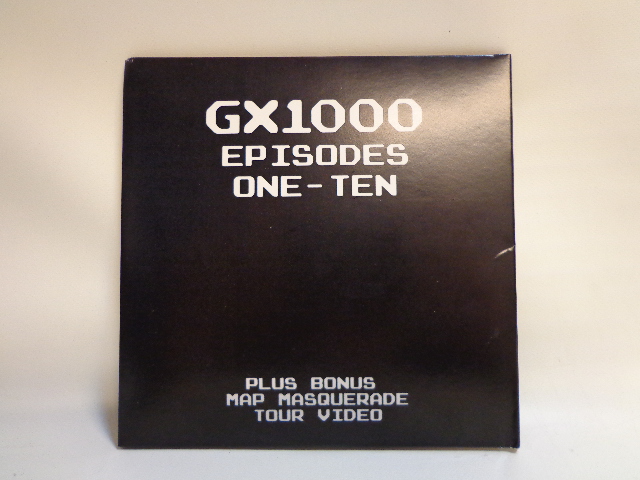 GX1000
EPISODES
ONE-TEN
PLUS BONUS
MAP MASQUERADE
TOUR VIDEO